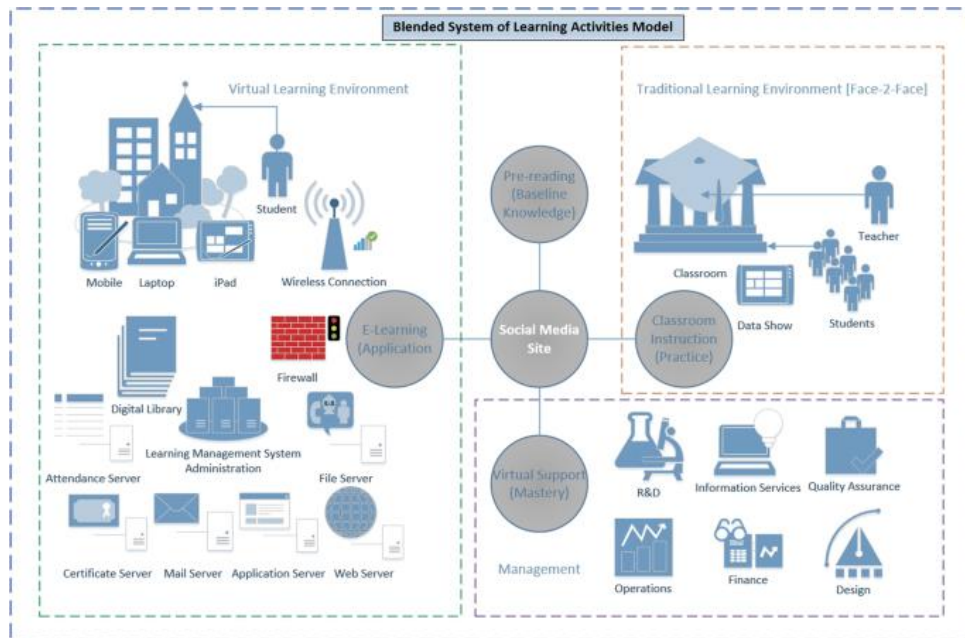 Blended System of Learning Activities Model
Virtual Learning Environment
Student
Mobile
Laptop
iPad
Wireless Connection
Firewall
Digital Library
Learning Management System
Administration
File Server
Attendance Server
Certificate Server
Mail Server
Application Server
Web Server
Pre-reading
(Baseline
Knowledge)
E-Learning
(Application
Social Media
Site
Classroom
Instruction
(Practice)
Virtual Support
(Mastery)
Traditional Learning Environment [Face-2-Face]
Teacher
Classroom
Data Show
Students
R&D
Information Services
Quality Assurance
Management
Operations
Finance
Design